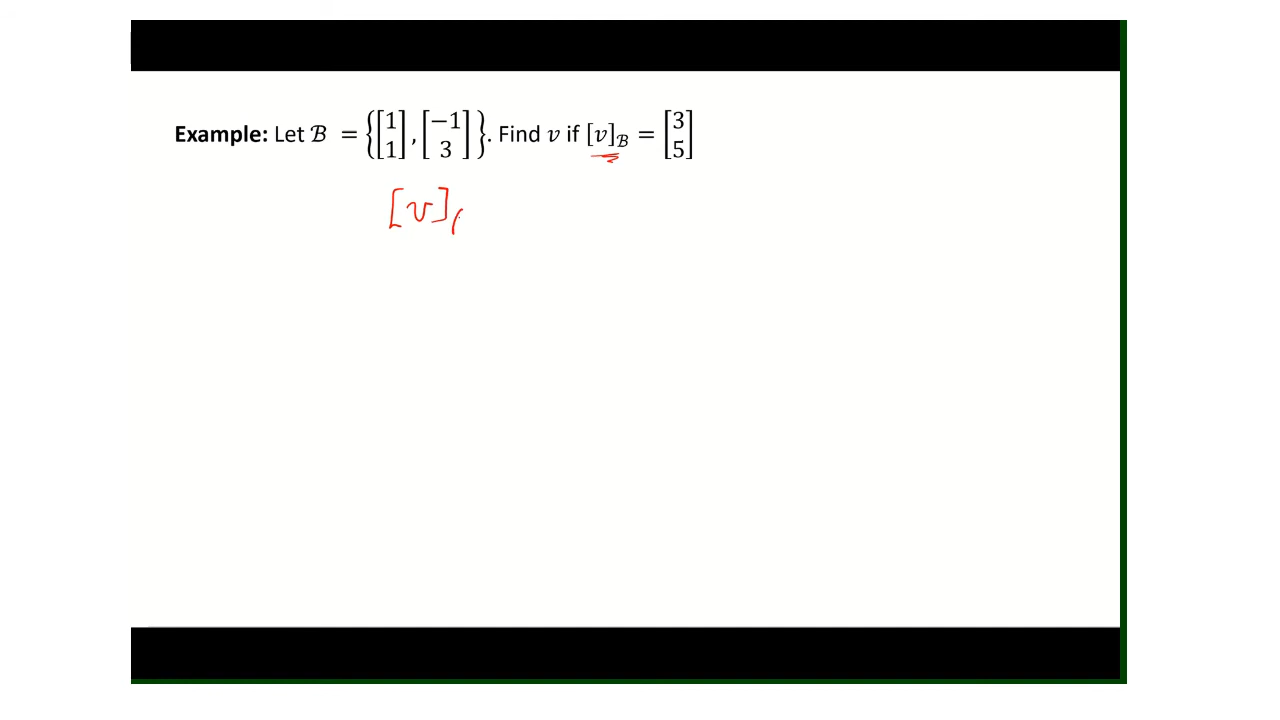 Example: Let ℬ = {[1 1], [−1 3]}. Find v if [v]ℬ = [3 5]
[v]